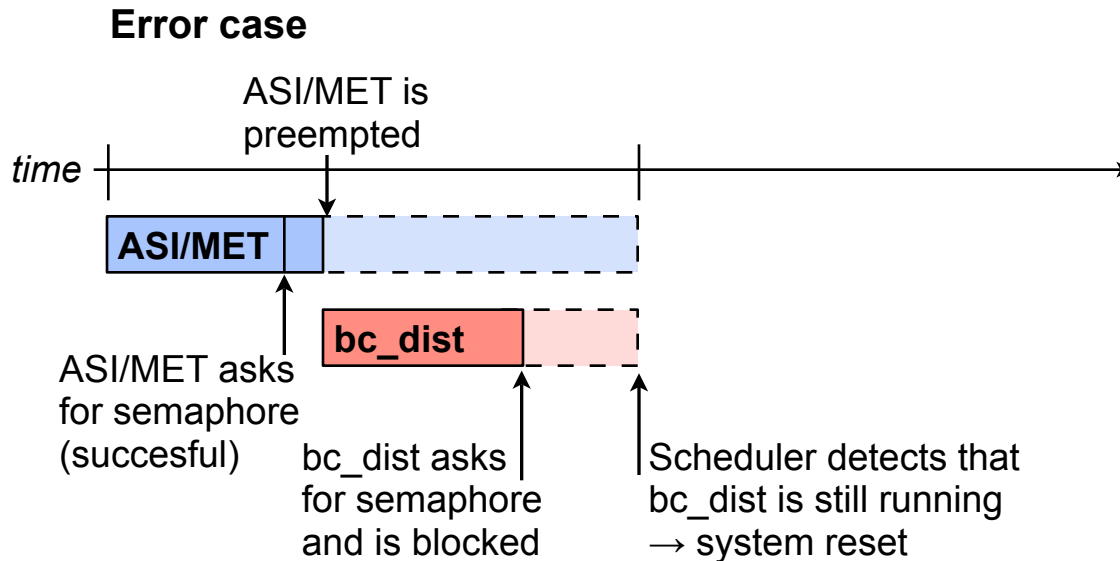 Error case
ASI/MET is
preempted
time
ASI/MET
bc_dist
ASI/MET asks
for semaphore
(succesful)
bc_dist asks
for semaphore
and is blocked
Scheduler detects that
bc_dist is still running
→ system reset